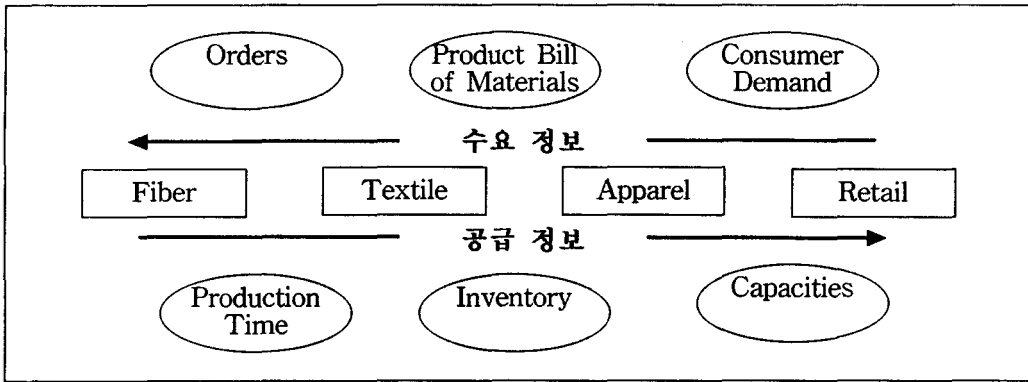 Orders
Product Bill
of Materials
Consumer
Demand
수요 정보
Fiber
Textile
Apparel
Retail
공급 정보
Production
Time
Inventory
Capacities